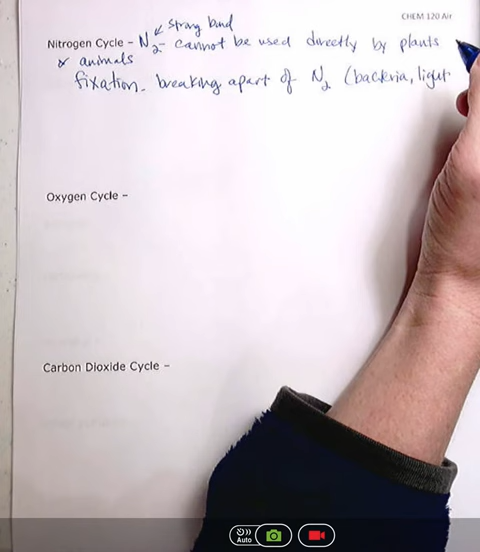 CHEM 120 Air
strong bond
Nitrogen Cycle – N2 – cannot be used directly by plants
& animals
fixation - breaking apart of N2 (bacteria, light
Oxygen Cycle –
Carbon Dioxide Cycle –
Auto